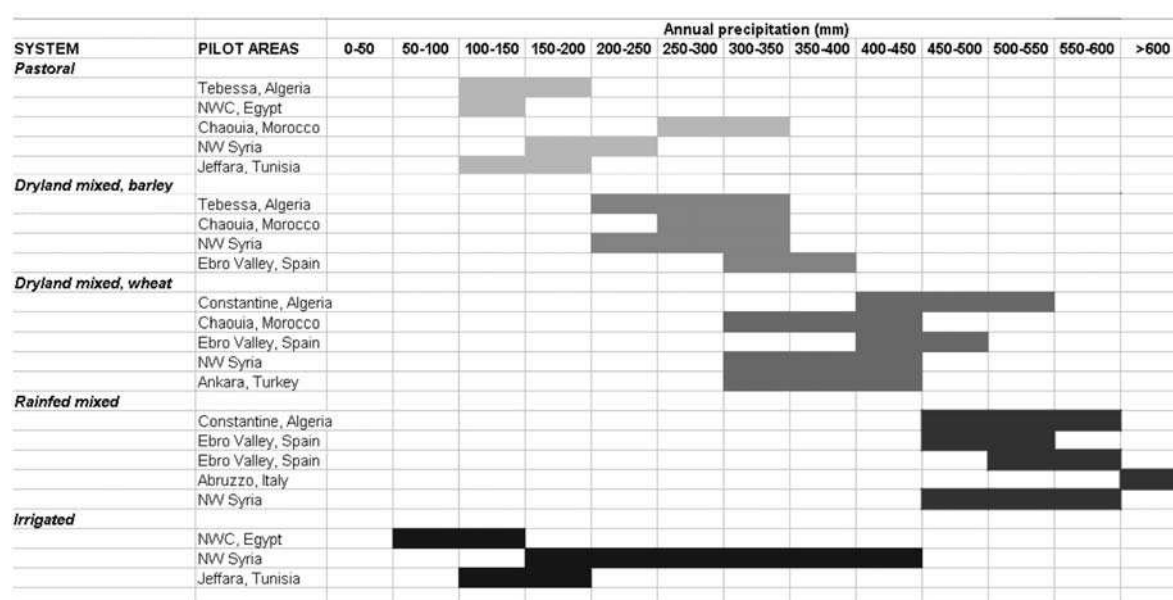 Annual precipitation (mm)
SYSTEM PILOT AREAS 0-50 50-100 100-150 150-200 200-250 250-300 300-350 350-400 400-450 450-500 500-550 550-600 >600
Pastoral
Tebessa, Algeria
NWC, Egypt
Chaouia, Morocco
NW Syria
Jeffara, Tunisia
Dryland mixed, barley
Tebessa, Algeria
Chaouia, Morocco
NW Syria
Ebro Valley, Spain
Dryland mixed, wheat
Constantine, Algeria
Chaouia, Morocco
Ebro Valley, Spain
NW Syria
Ankara, Turkey
Rainfed mixed
Constantine, Algeria
Ebro Valley, Spain
Ebro Valley, Spain
Abruzzo, Italy
NW Syria
Irrigated
NWC, Egypt
NW Syria
Jeffara, Tunisia